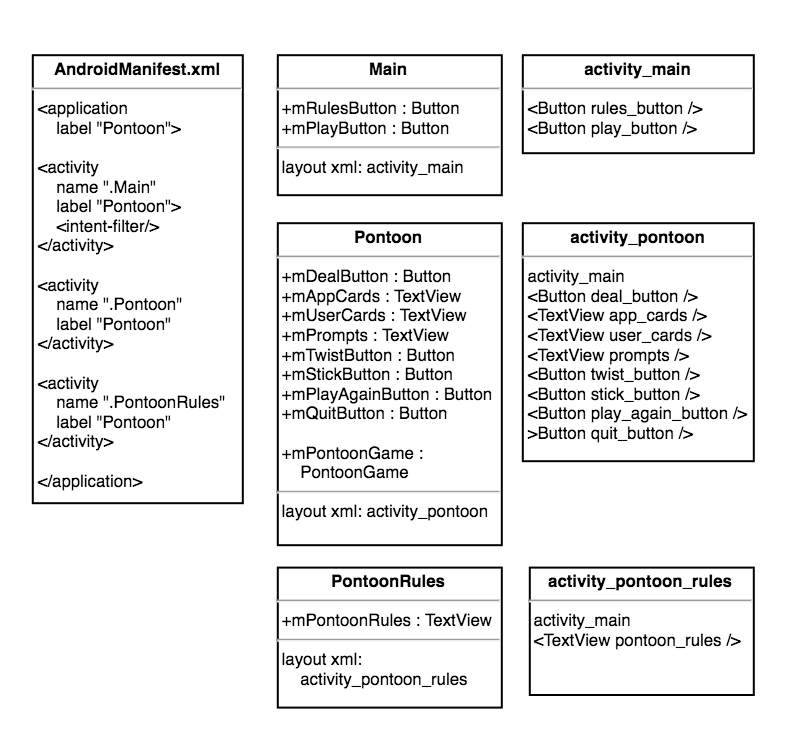 AndroidManifest.xml
<application
label "Pontoon">
<activity
name ".Main"
label "Pontoon">
<intent-filter/>
</activity>
<activity
name ".Pontoon"
label "Pontoon"
</activity>
<activity
name ".PontoonRules"
label "Pontoon"
</activity>
</application>
Main
+mRulesButton : Button
+mPlayButton : Button
layout xml: activity_main
activity_main
<Button rules_button />
<Button play_button />
Pontoon
+mDealButton : Button
+mAppCards : TextView
+mUserCards : TextView
+mPrompts : TextView
+mTwistButton : Button
+mStickButton : Button
+mPlayAgainButton : Button
+mQuitButton : Button
+mPontoonGame :
PontoonGame
layout xml: activity_pontoon
activity_pontoon
activity_main
<Button deal_button />
<TextView app_cards />
<TextView user_cards />
<TextView prompts />
<Button twist_button />
<Button stick_button />
<Button play_again_button />
>Button quit_button />
PontoonRules
+mPontoonRules : TextView
layout xml:
activity_pontoon_rules
activity_pontoon_rules
activity_main
<TextView pontoon_rules />